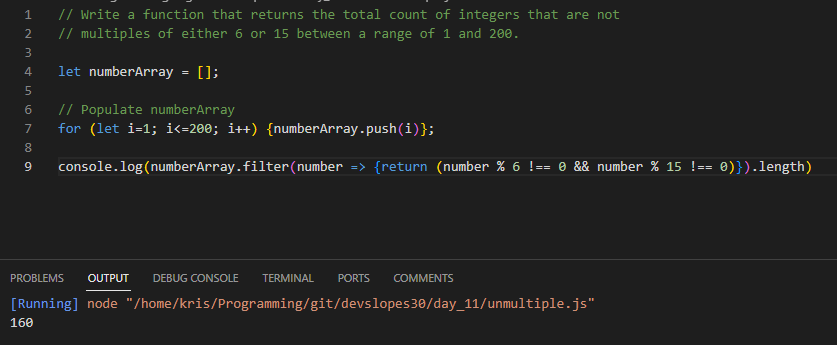 1 // Write a function that returns the total count of integers that are not
2 // multiples of either 6 or 15 between a range of 1 and 200.
3
4 let numberArray = [];
5
6 // Populate numberArray
7 for (let i=1; i<=200; i++) {numberArray.push(i)};
8
9 console.log(numberArray.filter(number => {return (number % 6 !== 0 && number % 15 !== 0)}).length)
PROBLEMS OUTPUT DEBUG CONSOLE TERMINAL PORTS COMMENTS
[Running] node "/home/kris/Programming/git/devslopes30/day_11/unmultiple.js"
160